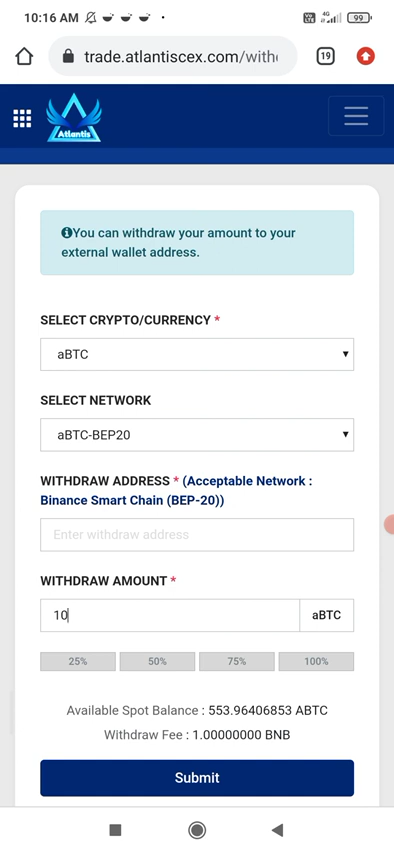 10:16 AM
4G
99
trade.atlantiscex.com/with
19
Atlantis
You can withdraw your amount to your
external wallet address.
SELECT CRYPTO/CURRENCY *
aBTC
SELECT NETWORK
aBTC-BEP20
WITHDRAW ADDRESS * (Acceptable Network :
Binance Smart Chain (BEP-20))
Enter withdraw address
WITHDRAW AMOUNT *
10 aBTC
25% 50% 75% 100%
Available Spot Balance : 553.96406853 ABTC
Withdraw Fee : 1.00000000 BNB
Submit